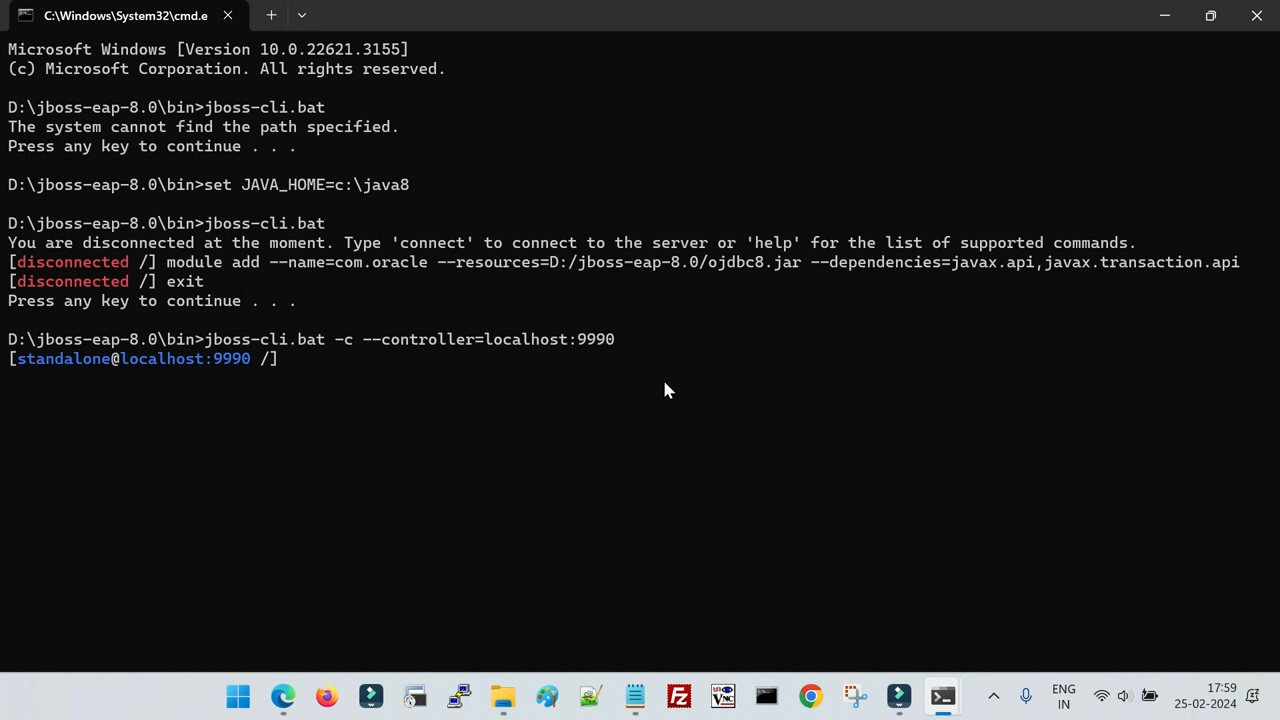 C:\Windows\System32\cmd.e
Microsoft Windows [Version 10.0.22621.3155]
(c) Microsoft Corporation. All rights reserved.
D:\jboss-eap-8.0\bin>jboss-cli.bat
The system cannot find the path specified.
Press any key to continue . . .
D:\jboss-eap-8.0\bin>set JAVA_HOME=c:\java8
D:\jboss-eap-8.0\bin>jboss-cli.bat
You are disconnected at the moment. Type 'connect' to connect to the server or 'help' for the list of supported commands.
[disconnected /] module add --name=com.oracle --resources=D:/jboss-eap-8.0/ojdbc8.jar --dependencies=javax.api,javax.transaction.api
[disconnected /] exit
Press any key to continue . . .
D:\jboss-eap-8.0\bin>jboss-cli.bat -c --controller=localhost:9990
[standalone@localhost:9990 /]
Fz
VNC
ENG
IN
17:59
25-02-2024